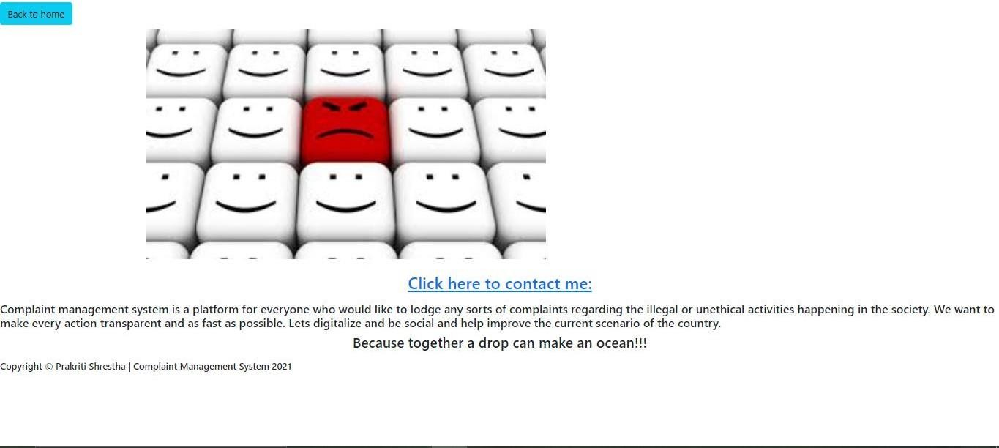 Back to home
Click here to contact me:
Complaint management system is a platform for everyone who would like to lodge any sorts of complaints regarding the illegal or unethical activities happening in the society. We want to
make every action transparent and as fast as possible. Lets digitalize and be social and help improve the current scenario of the country.
Because together a drop can make an ocean!!!
Copyright © Prakriti Shrestha | Complaint Management System 2021